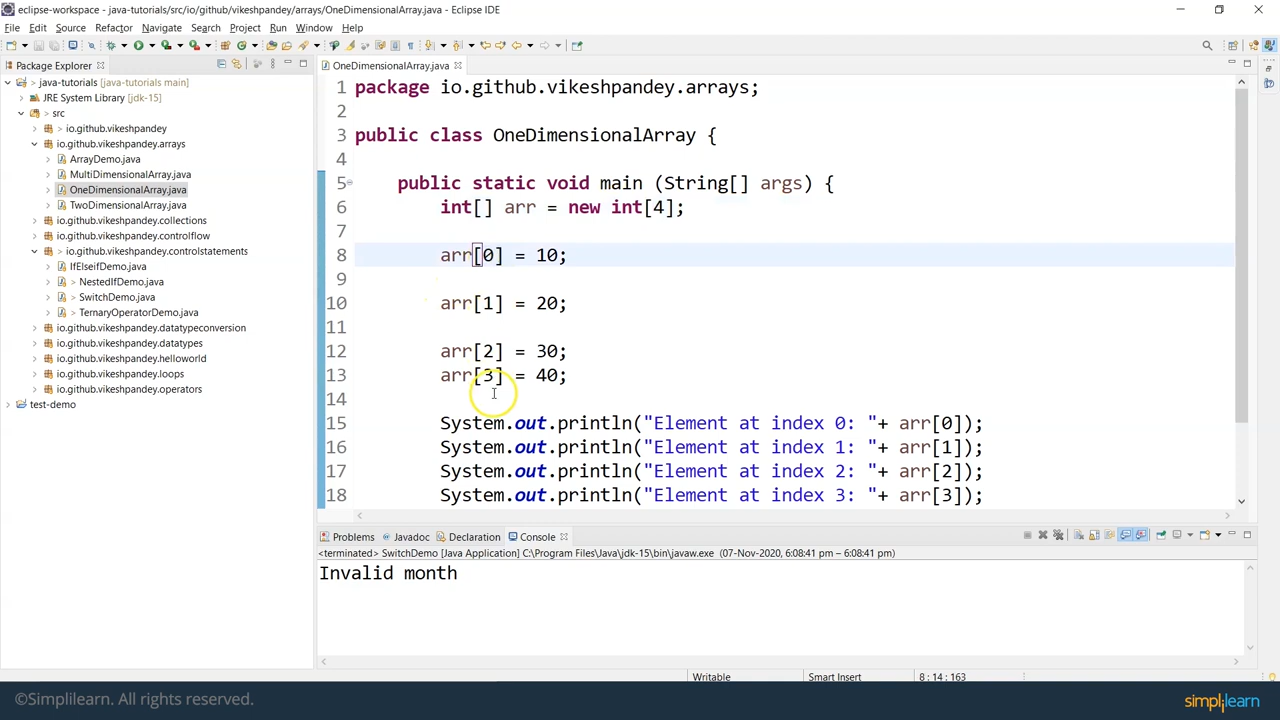 eclipse-workspace - java-tutorials/src/io/github/vikeshpandey/arrays/OneDimensionalArray.java - Eclipse IDE
File Edit Source Refactor Navigate Search Project Run Window Help
Package Explorer
OneDimensionalArray.java
> java-tutorials [java-tutorials main]
JRE System Library [jdk-15]
> src
> io.github.vikeshpandey
io.github.vikeshpandey.arrays
ArrayDemo.java
MultiDimensionalArray.java
OneDimensionalArray.java
TwoDimensionalArray.java
io.github.vikeshpandey.collections
io.github.vikeshpandey.controlflow
> io.github.vikeshpandey.controlstatements
IfElseifDemo.java
> NestedIfDemo.java
> SwitchDemo.java
> TernaryOperatorDemo.java
io.github.vikeshpandey.datatypeconversion
io.github.vikeshpandey.datatypes
io.github.vikeshpandey.helloworld
io.github.vikeshpandey.loops
io.github.vikeshpandey.operators
test-demo
1 package io.github.vikeshpandey.arrays;
2
3 public class OneDimensionalArray {
4
5 public static void main (String[] args) {
6 int[] arr = new int[4];
7
8 arr[0] = 10;
9
10 arr[1] = 20;
11
12 arr[2] = 30;
13 arr[3] = 40;
14
15 System.out.println("Element at index 0: "+ arr[0]);
16 System.out.println("Element at index 1: "+ arr[1]);
17 System.out.println("Element at index 2: "+ arr[2]);
18 System.out.println("Element at index 3: "+ arr[3]);
Problems Javadoc Declaration Console
<terminated> SwitchDemo [Java Application] C:\Program Files\Java\jdk-15\bin\javaw.exe (07-Nov-2020, 6:08:41 pm – 6:08:41 pm)
Invalid month
Writable Smart Insert 8 : 14 : 163
©Simplilearn. All rights reserved.
simplilearn